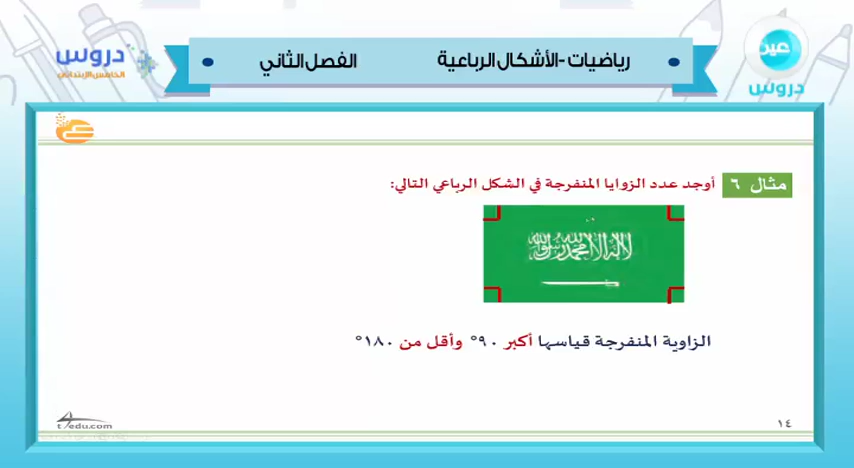 دروس
الخامس الإبتدائي
الفصل الثاني
رياضيات - الأشكال الرباعية
عين
دروس
مثال ٦
أوجد عدد الزوايا المنفرجة في الشكل الرباعي التالي:
لا إله إلا الله محمد رسول الله
الزاوية المنفرجة قياسها أكبر ٩٠° وأقل من ١٨٠°
t4edu.com
١٤